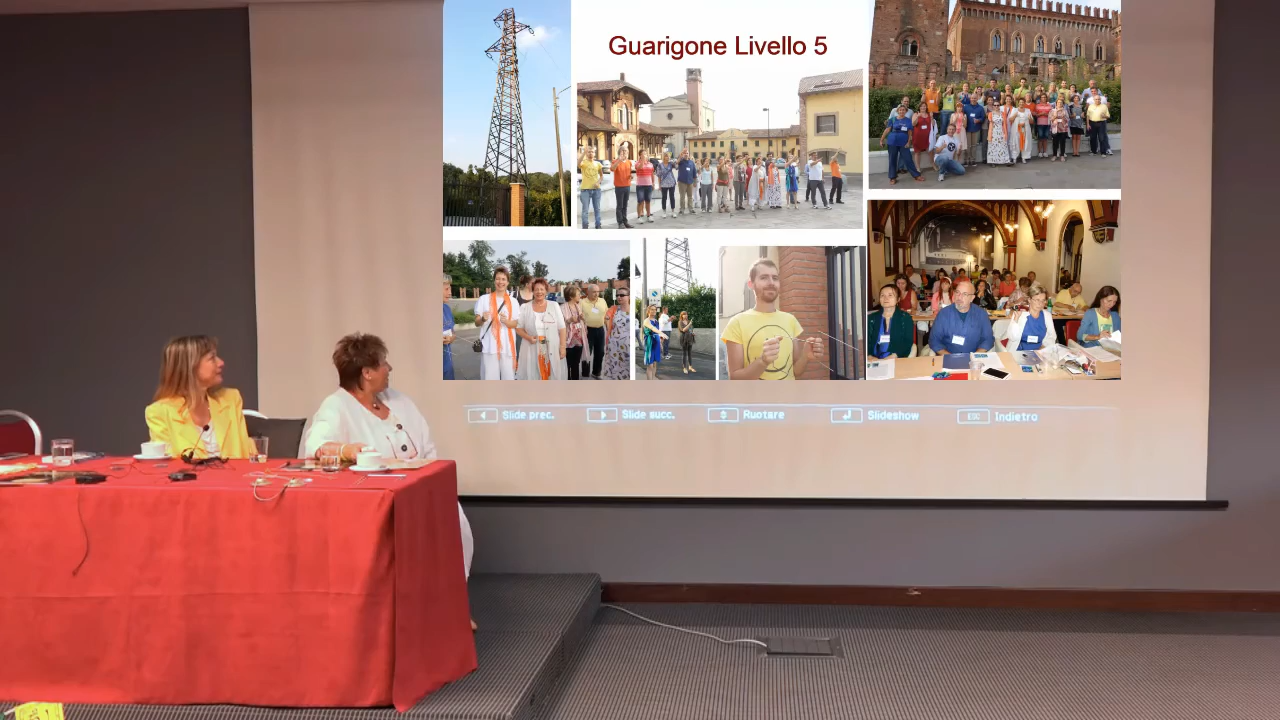 Guarigone Livello 5
Slide prec.
Slide succ.
Ruotare
Slideshow
ESC Indietro